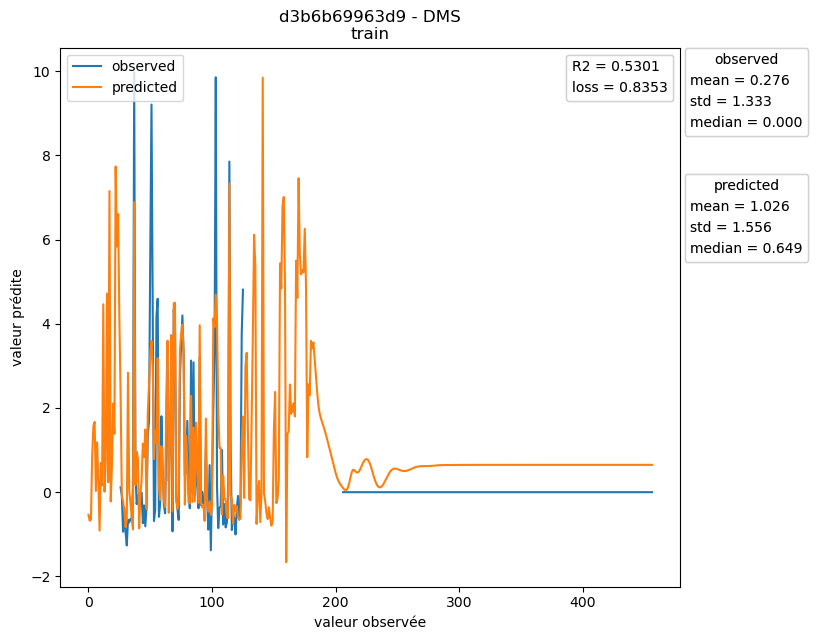 d3b6b69963d9 - DMS
train
observed
predicted
R2 = 0.5301
loss = 0.8353
observed
mean = 0.276
std = 1.333
median = 0.000
predicted
mean = 1.026
std = 1.556
median = 0.649
valeur prédite
10
8
6
4
2
0
−2
0
100
200
300
400
valeur observée